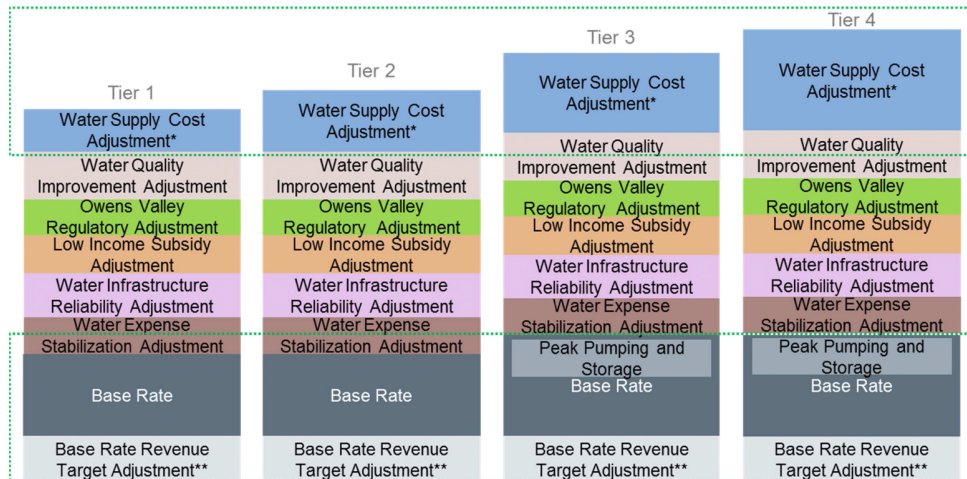 Tier 1
Water Supply Cost
Adjustment*
Water Quality
Improvement Adjustment
Owens Valley
Regulatory Adjustment
Low Income Subsidy
Adjustment
Water Infrastructure
Reliability Adjustment
Water Expense
Stabilization Adjustment
Base Rate
Base Rate Revenue
Target Adjustment**
Tier 2
Water Supply Cost
Adjustment*
Water Quality
Improvement Adjustment
Owens Valley
Regulatory Adjustment
Low Income Subsidy
Adjustment
Water Infrastructure
Reliability Adjustment
Water Expense
Stabilization Adjustment
Base Rate
Base Rate Revenue
Target Adjustment**
Tier 3
Water Supply Cost
Adjustment*
Water Quality
Improvement Adjustment
Owens Valley
Regulatory Adjustment
Low Income Subsidy
Adjustment
Water Infrastructure
Reliability Adjustment
Water Expense
Stabilization Adjustment
Peak Pumping and
Storage
Base Rate
Base Rate Revenue
Target Adjustment**
Tier 4
Water Supply Cost
Adjustment*
Water Quality
Improvement Adjustment
Owens Valley
Regulatory Adjustment
Low Income Subsidy
Adjustment
Water Infrastructure
Reliability Adjustment
Water Expense
Stabilization Adjustment
Peak Pumping and
Storage
Base Rate
Base Rate Revenue
Target Adjustment**